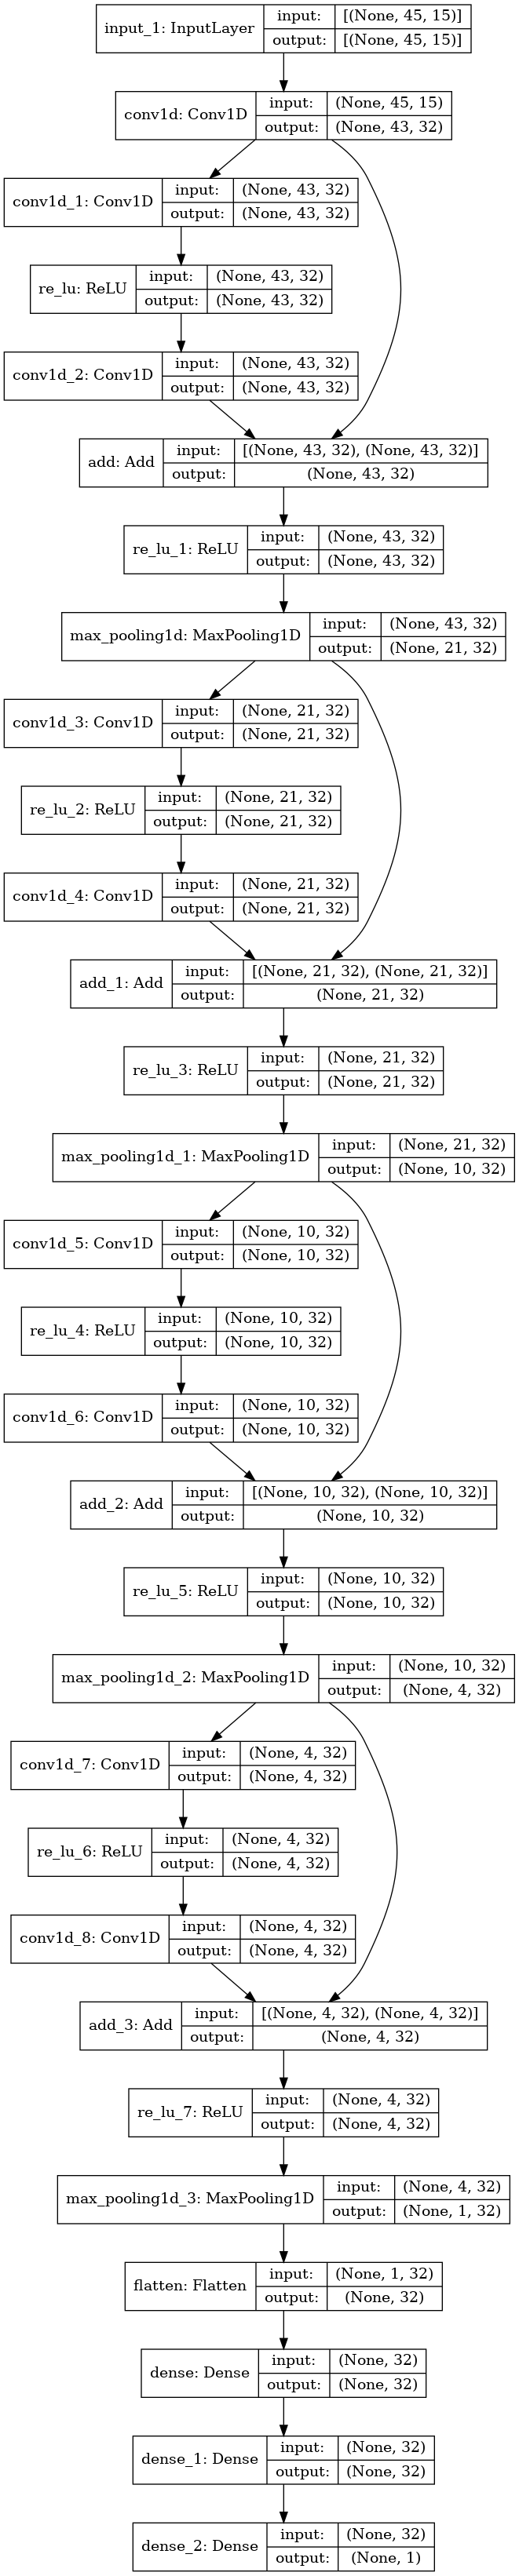 input_1: InputLayer input: [(None, 45, 15)]
output: [(None, 45, 15)]
conv1d: Conv1D input: (None, 45, 15)
output: (None, 43, 32)
conv1d_1: Conv1D input: (None, 43, 32)
output: (None, 43, 32)
re_lu: ReLU input: (None, 43, 32)
output: (None, 43, 32)
conv1d_2: Conv1D input: (None, 43, 32)
output: (None, 43, 32)
add: Add input: [(None, 43, 32), (None, 43, 32)]
output: (None, 43, 32)
re_lu_1: ReLU input: (None, 43, 32)
output: (None, 43, 32)
max_pooling1d: MaxPooling1D input: (None, 43, 32)
output: (None, 21, 32)
conv1d_3: Conv1D input: (None, 21, 32)
output: (None, 21, 32)
re_lu_2: ReLU input: (None, 21, 32)
output: (None, 21, 32)
conv1d_4: Conv1D input: (None, 21, 32)
output: (None, 21, 32)
add_1: Add input: [(None, 21, 32), (None, 21, 32)]
output: (None, 21, 32)
re_lu_3: ReLU input: (None, 21, 32)
output: (None, 21, 32)
max_pooling1d_1: MaxPooling1D input: (None, 21, 32)
output: (None, 10, 32)
conv1d_5: Conv1D input: (None, 10, 32)
output: (None, 10, 32)
re_lu_4: ReLU input: (None, 10, 32)
output: (None, 10, 32)
conv1d_6: Conv1D input: (None, 10, 32)
output: (None, 10, 32)
add_2: Add input: [(None, 10, 32), (None, 10, 32)]
output: (None, 10, 32)
re_lu_5: ReLU input: (None, 10, 32)
output: (None, 10, 32)
max_pooling1d_2: MaxPooling1D input: (None, 10, 32)
output: (None, 4, 32)
conv1d_7: Conv1D input: (None, 4, 32)
output: (None, 4, 32)
re_lu_6: ReLU input: (None, 4, 32)
output: (None, 4, 32)
conv1d_8: Conv1D input: (None, 4, 32)
output: (None, 4, 32)
add_3: Add input: [(None, 4, 32), (None, 4, 32)]
output: (None, 4, 32)
re_lu_7: ReLU input: (None, 4, 32)
output: (None, 4, 32)
max_pooling1d_3: MaxPooling1D input: (None, 4, 32)
output: (None, 1, 32)
flatten: Flatten input: (None, 1, 32)
output: (None, 32)
dense: Dense input: (None, 32)
output: (None, 32)
dense_1: Dense input: (None, 32)
output: (None, 32)
dense_2: Dense input: (None, 32)
output: (None, 1)